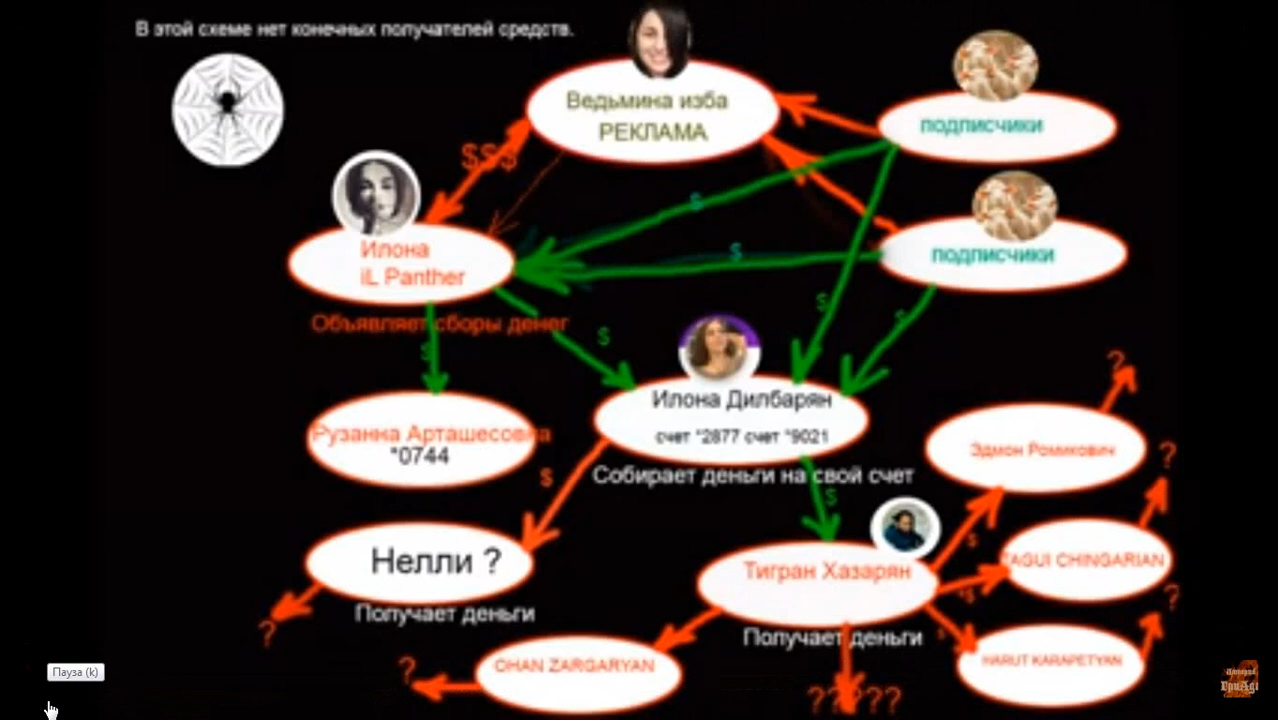 В этой схеме нет конечных получателей средств.
Ведьмина изба
РЕКЛАМА
подписчики
$$$
$
подписчики
$
Илона
iL Panther
Объявляет сборы денег
$
$
$
$
Илона Дилбарян
счет *2877 счет *9021
Собирает деньги на свой счет
Рузанна Арташесовна
*0744
Эдмон Ромикович
?
?
$
$
$
Нелли ?
Получает деньги
?
Тигран Хазарян
Получает деньги
TAGUI CHINGARIAN
$
?
$
OHAN ZARGARYAN
?
HARUT KARAPETYAN
?????
Пауза (k)